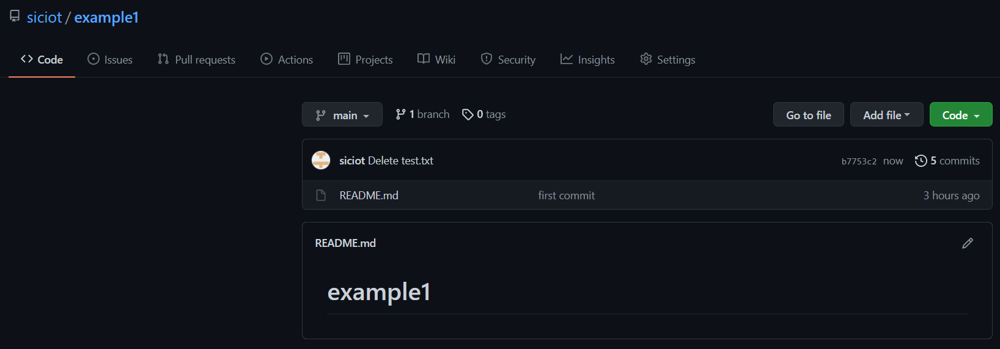 siciot / example1
Code Issues Pull requests Actions Projects Wiki Security Insights Settings
main 1 branch 0 tags Go to file Add file Code
siciot Delete test.txt b7753c2 now 5 commits
README.md first commit 3 hours ago
README.md
example1